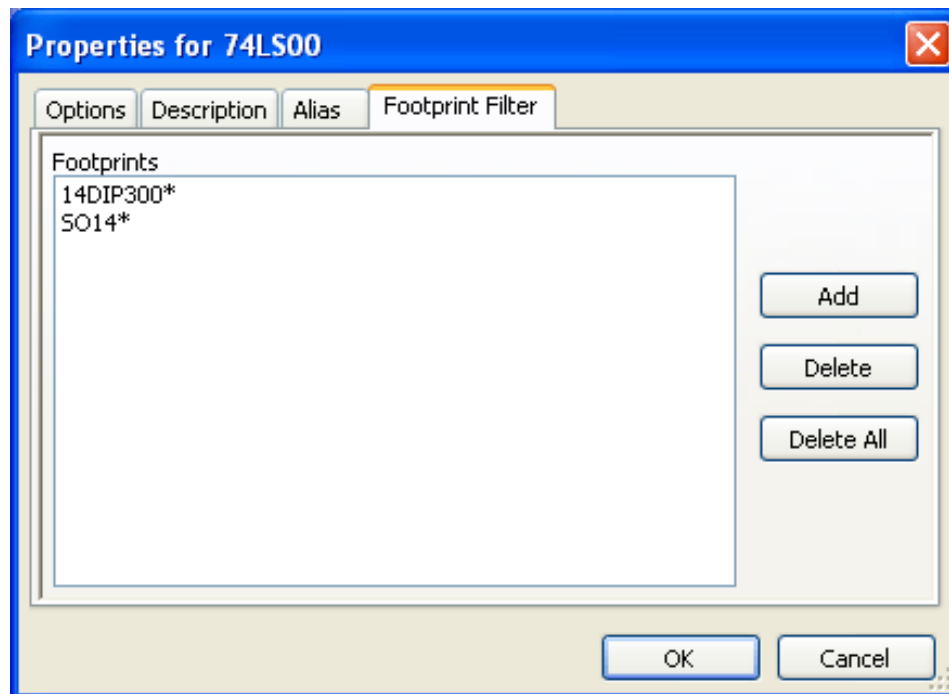 Properties for 74LS00
Options Description Alias Footprint Filter
Footprints
14DIP300*
SO14*
Add
Delete
Delete All
OK Cancel